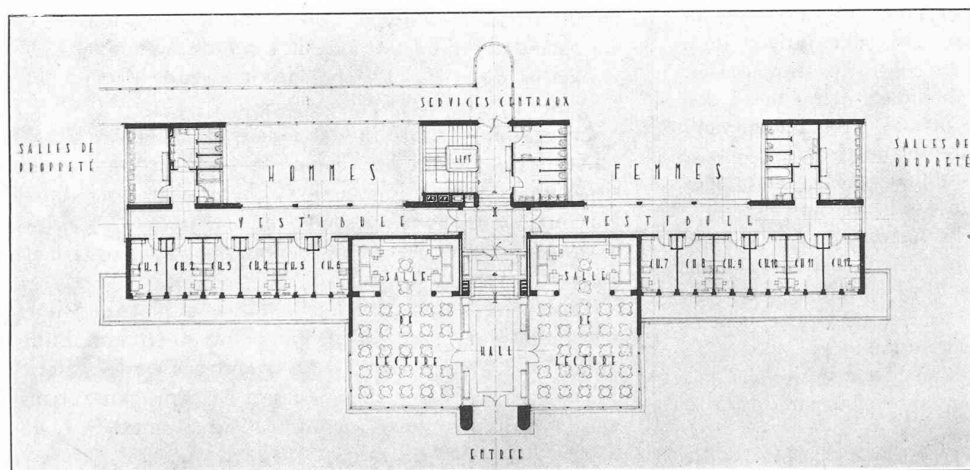 SERVICES CENTRAUX
SALLES DE PROPRETÉ
HOMMES
LIFT
FEMMES
SALLES DE PROPRETÉ
VESTIBULE
VESTIBULE
CH.1 CH.2 CH.3 CH.4 CH.5 CH.6
SALLE
SALLE
CH.7 CH.8 CH.9 CH.10 CH.11 CH.12
DE
DE
LECTURE
HALL
LECTURE
ENTRÉE